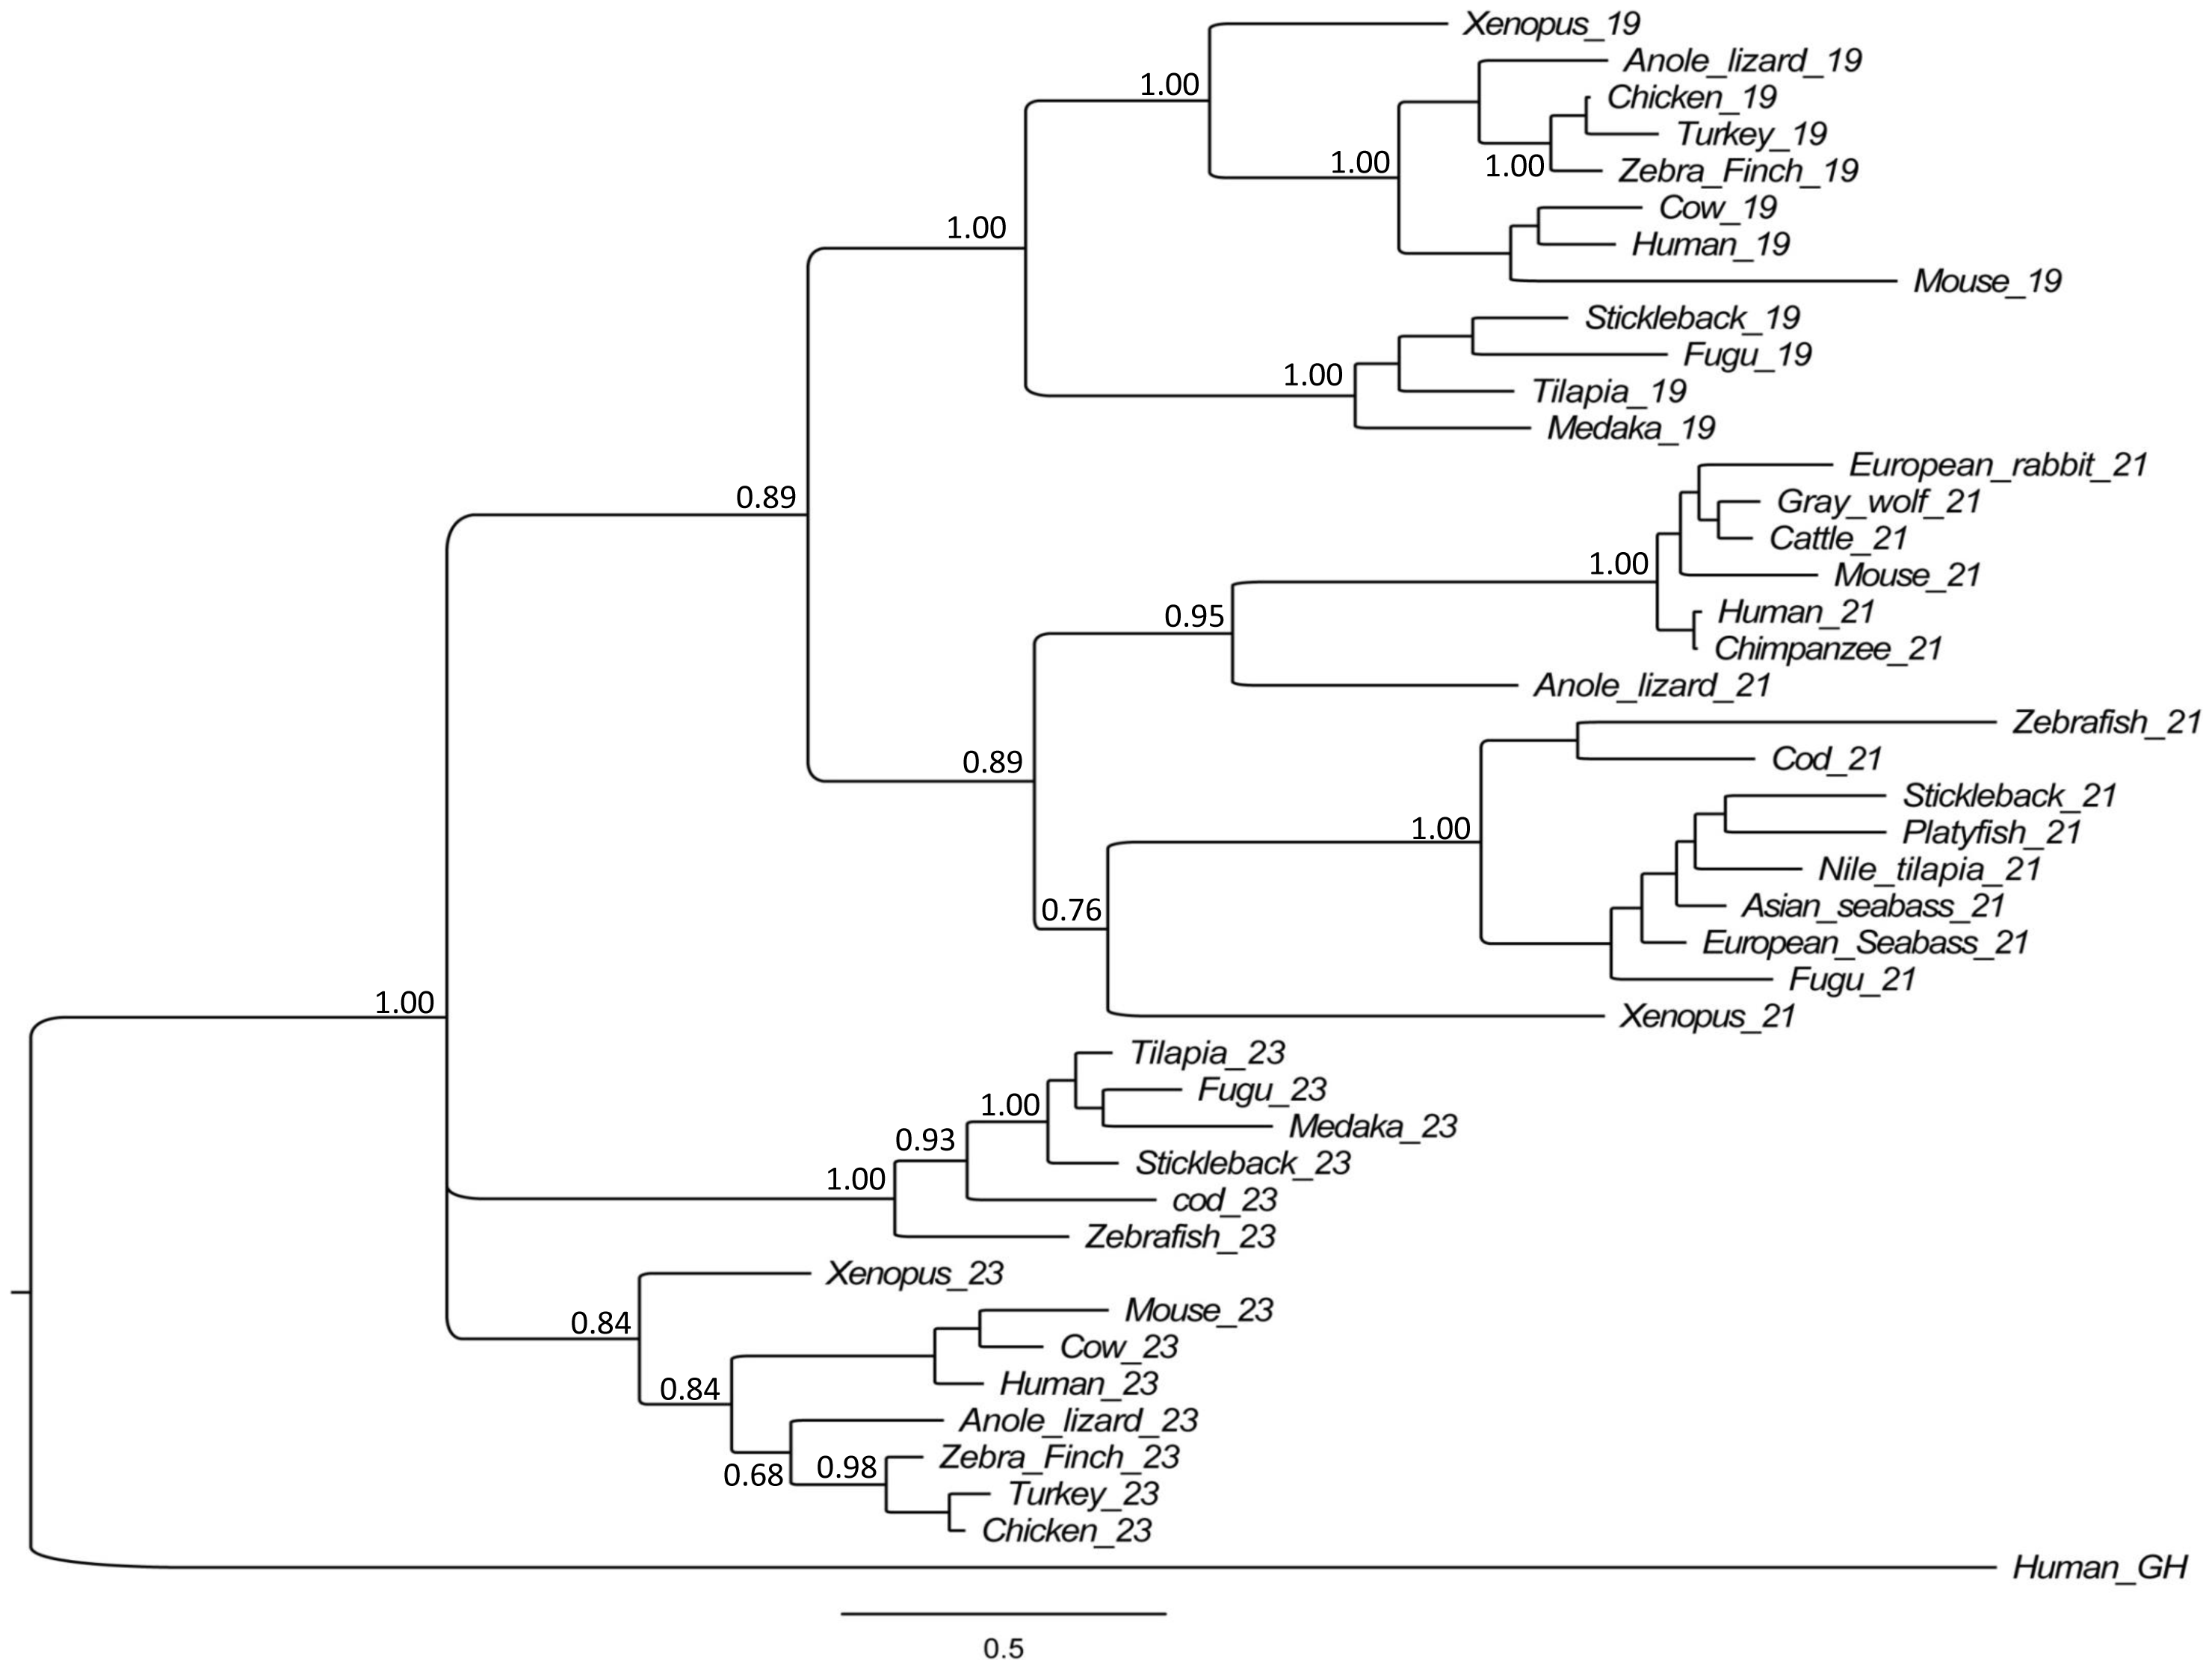 Xenopus_19
Anole_lizard_19
1.00
Chicken_19
Turkey_19
1.00
1.00
Zebra_Finch_19
Cow_19
1.00
Human_19
Mouse_19
Stickleback_19
Fugu_19
1.00
Tilapia_19
Medaka_19
European_rabbit_21
0.89
Gray_wolf_21
Cattle_21
1.00
Mouse_21
0.95
Human_21
Chimpanzee_21
Anole_lizard_21
Zebrafish_21
0.89
Cod_21
Stickleback_21
1.00
Platyfish_21
Nile_tilapia_21
0.76
Asian_seabass_21
European_Seabass_21
Fugu_21
1.00
Xenopus_21
Tilapia_23
Fugu_23
1.00
Medaka_23
0.93
Stickleback_23
1.00
cod_23
Zebrafish_23
Xenopus_23
Mouse_23
0.84
Cow_23
0.84
Human_23
Anole_lizard_23
Zebra_Finch_23
0.68
0.98
Turkey_23
Chicken_23
Human_GH
0.5